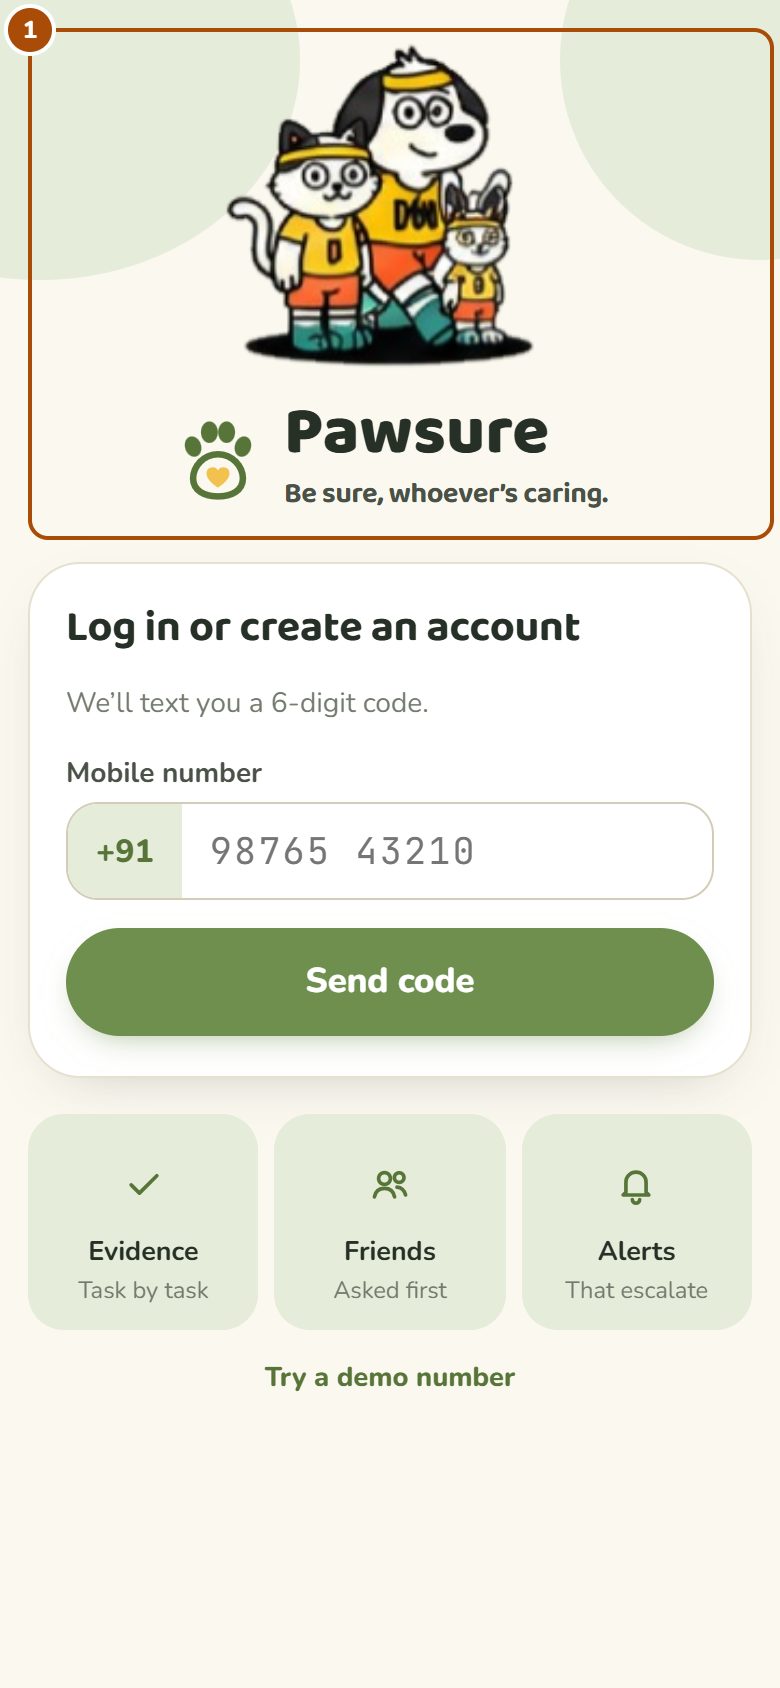 1
D
Pawsure
Be sure, whoever's caring.
Log in or create an account
We'll text you a 6-digit code.
Mobile number
+91 98765 43210
Send code
Evidence Friends Alerts
Task by task Asked first That escalate
Try a demo number